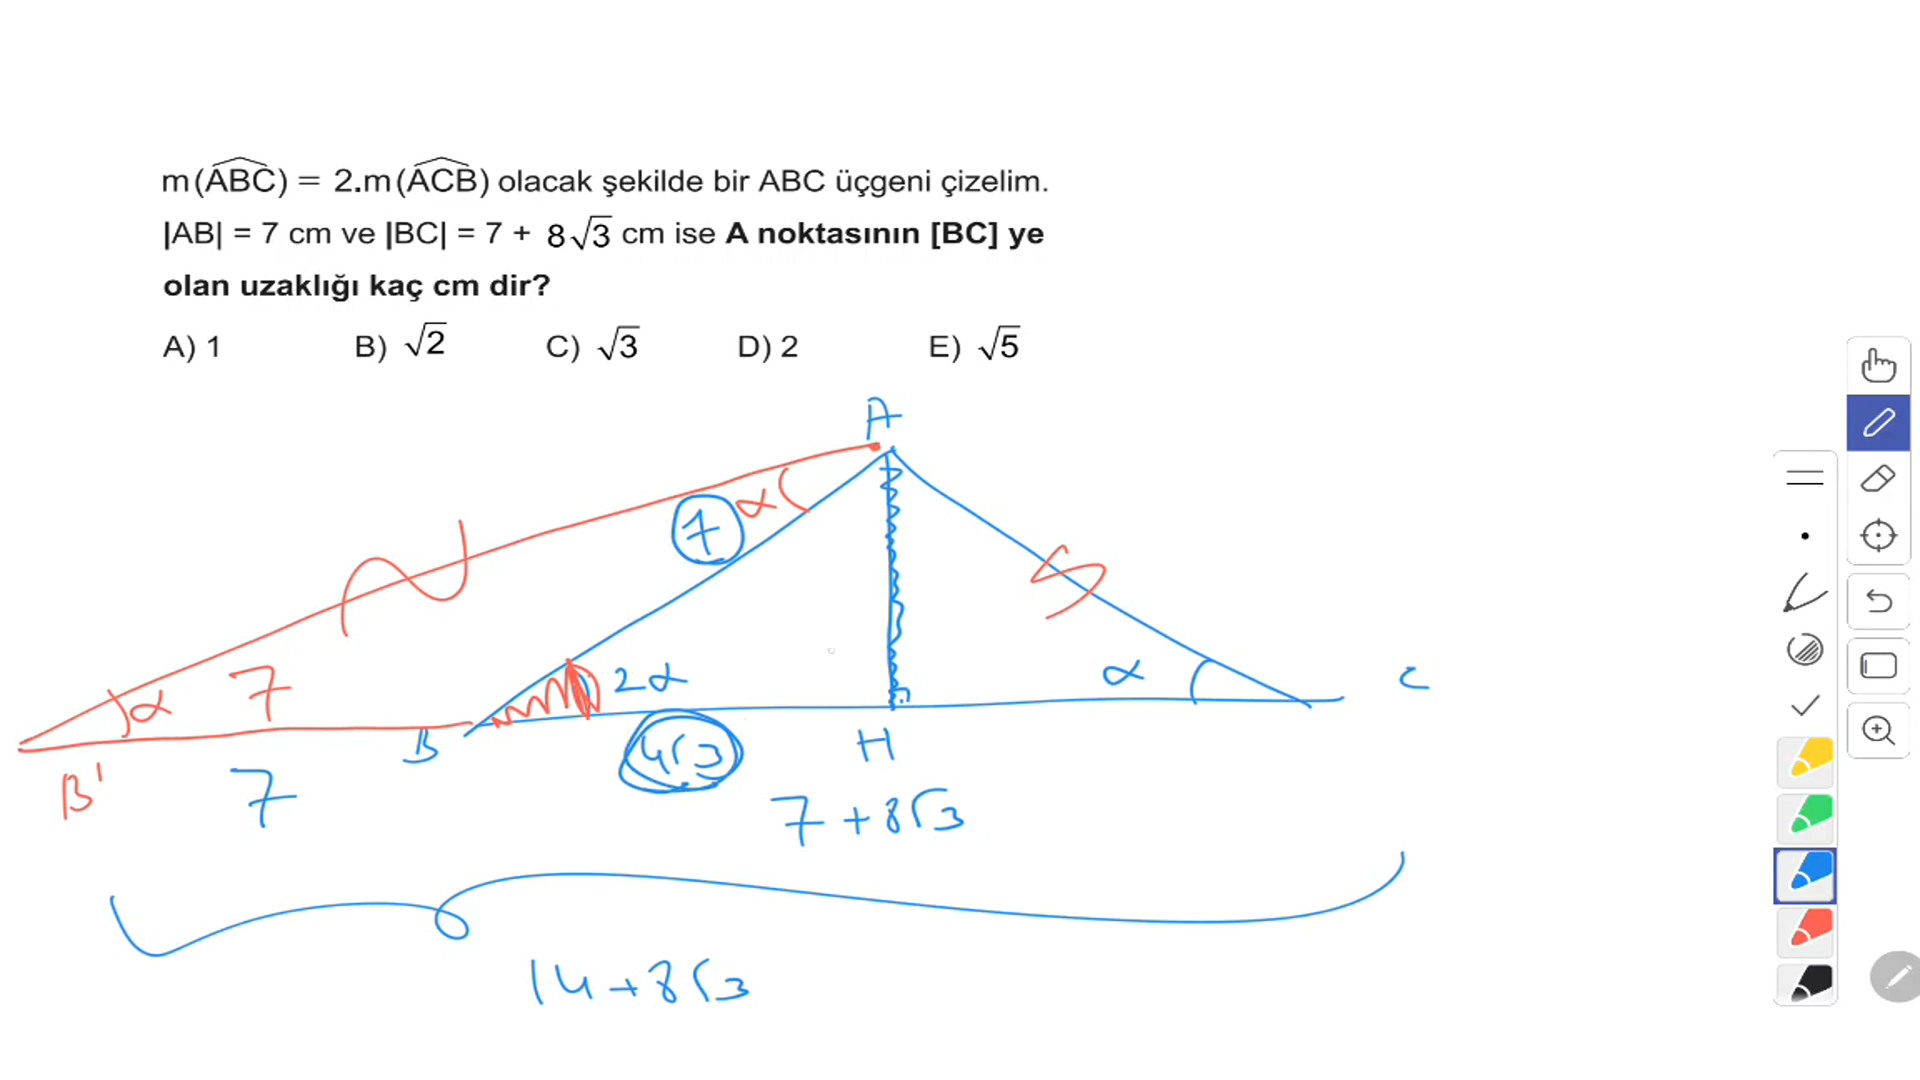 m(ABC) = 2.m(ACB) olacak şekilde bir ABC üçgeni çizelim.
|AB| = 7 cm ve |BC| = 7 + 8√3 cm ise A noktasının [BC] ye
olan uzaklığı kaç cm dir?
A) 1 B) √2 C) √3 D) 2 E) √5
A
7 α
α 7 2α α C
B' 7 B 4√3 H
7 + 8√3
14 + 8√3